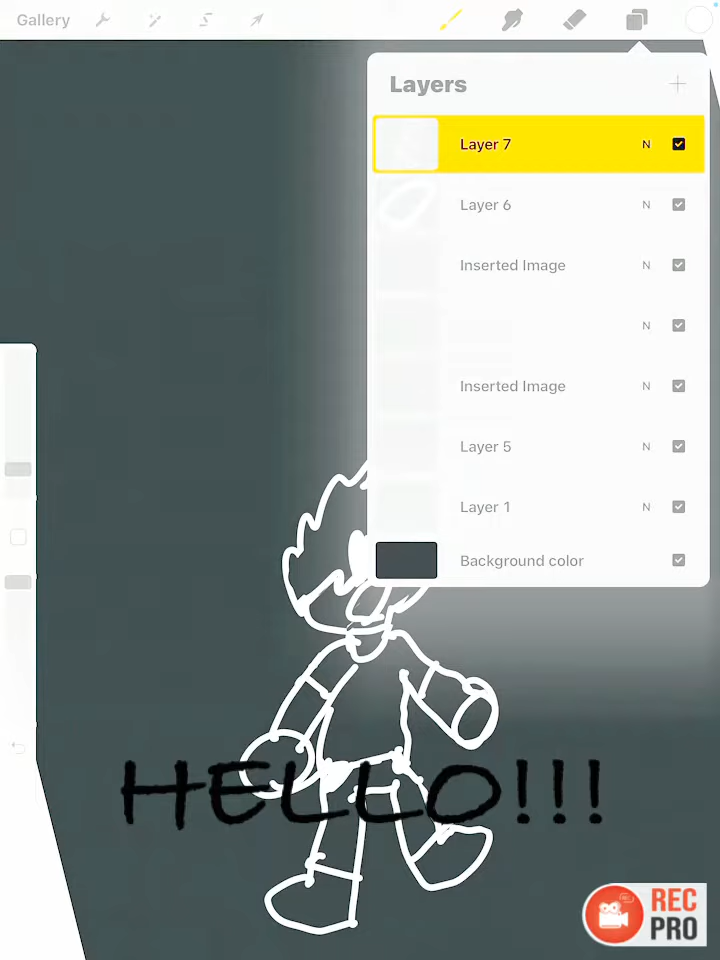 Gallery
Layers
Layer 7 N
Layer 6 N
Inserted Image N
N
Inserted Image N
Layer 5 N
Layer 1 N
Background color
HELLO!!!
REC
PRO